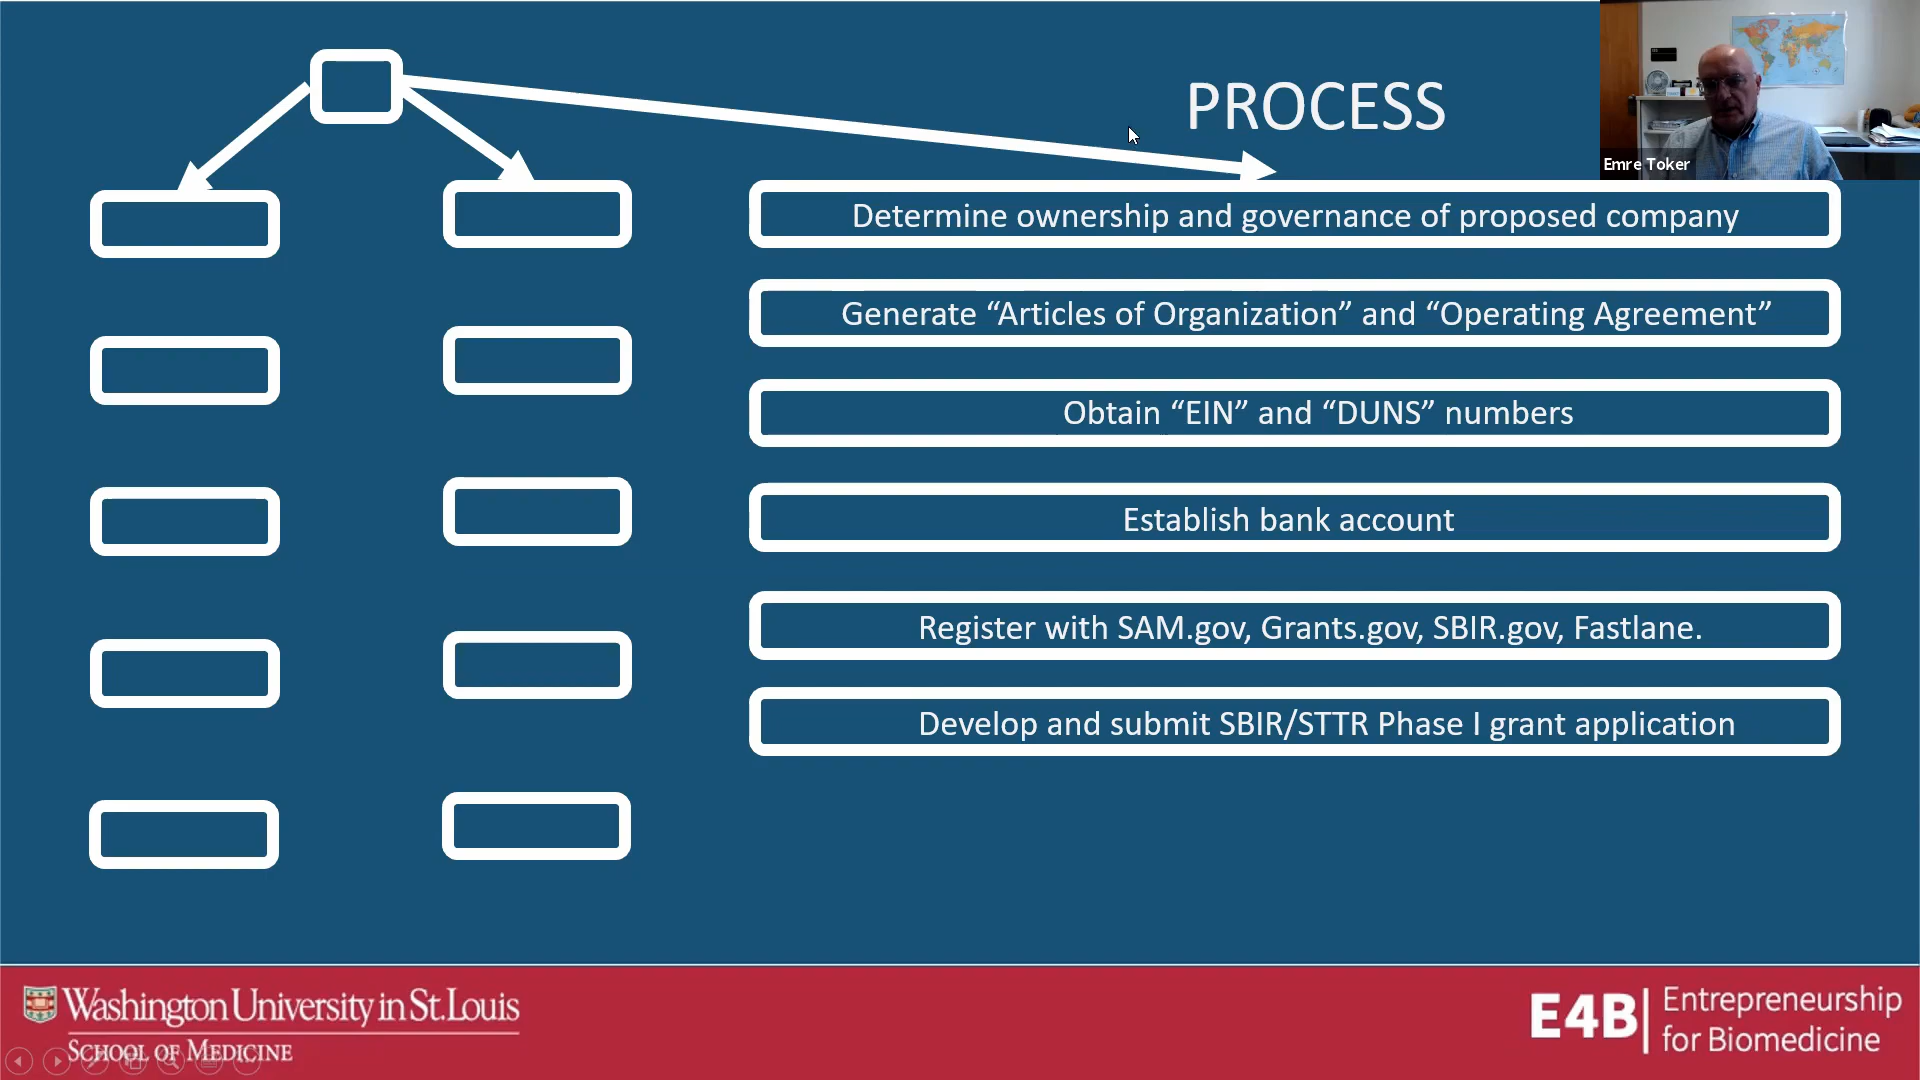 PROCESS
Emre Toker
Determine ownership and governance of proposed company
Generate “Articles of Organization” and “Operating Agreement”
Obtain “EIN” and “DUNS” numbers
Establish bank account
Register with SAM.gov, Grants.gov, SBIR.gov, Fastlane.
Develop and submit SBIR/STTR Phase I grant application
Washington University in St. Louis
SCHOOL OF MEDICINE
E4B
Entrepreneurship
for Biomedicine